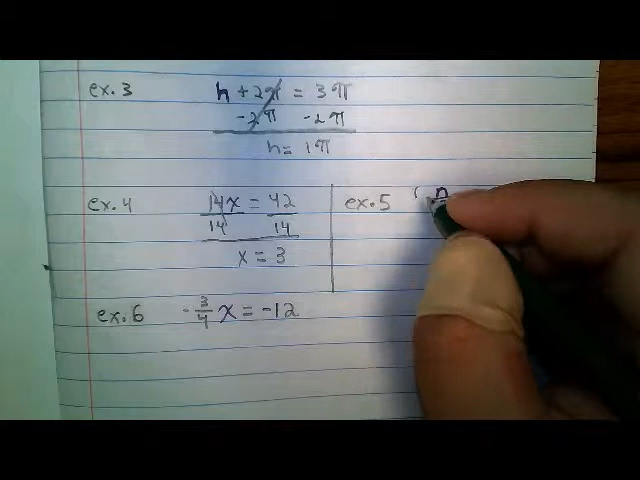 ex.3 n + 2π = 3π
-2π -2π
n = 1π
ex.4 14x = 42
14 14
x = 3
ex.5 ( n
ex.6 -3/4 x = -12